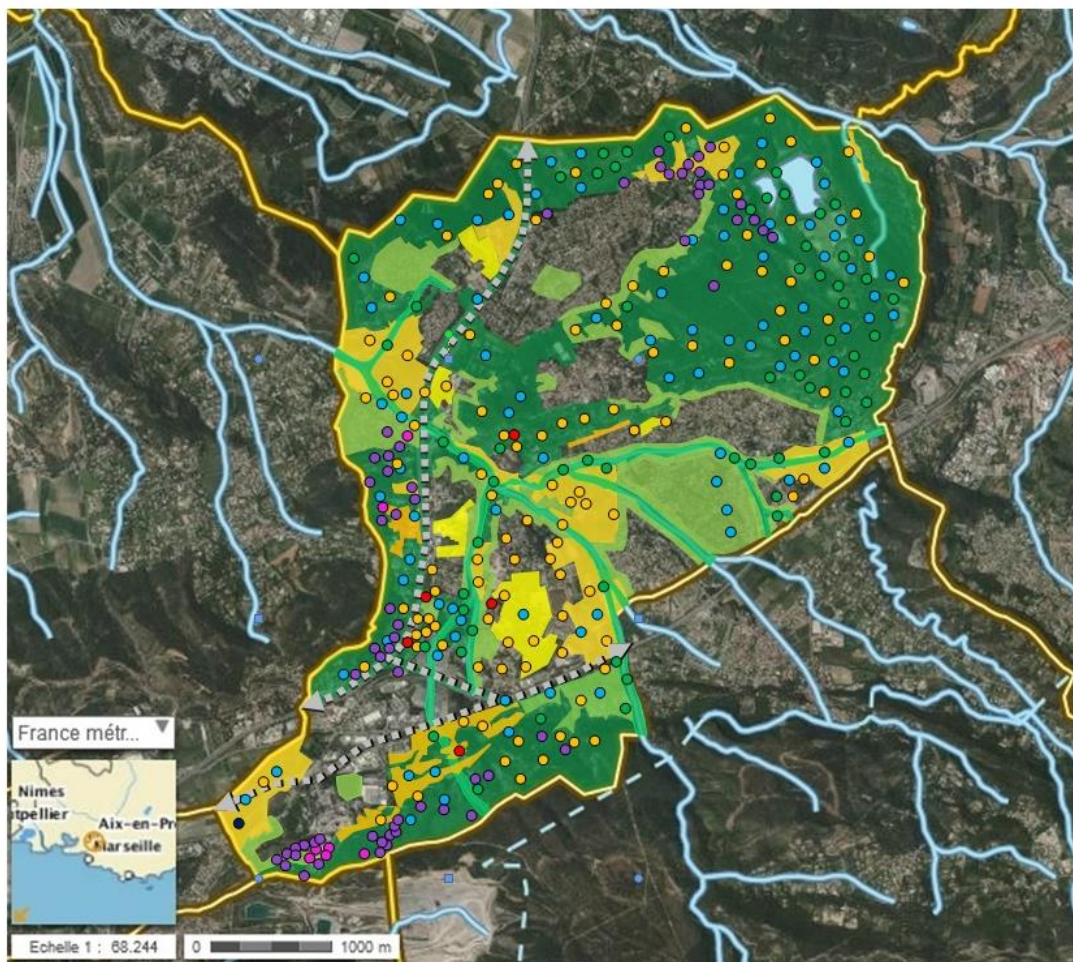 France métr...
Nimes
tpellier
Aix-en-Pr
Marseille
Echelle 1 : 68.244
0
1000 m